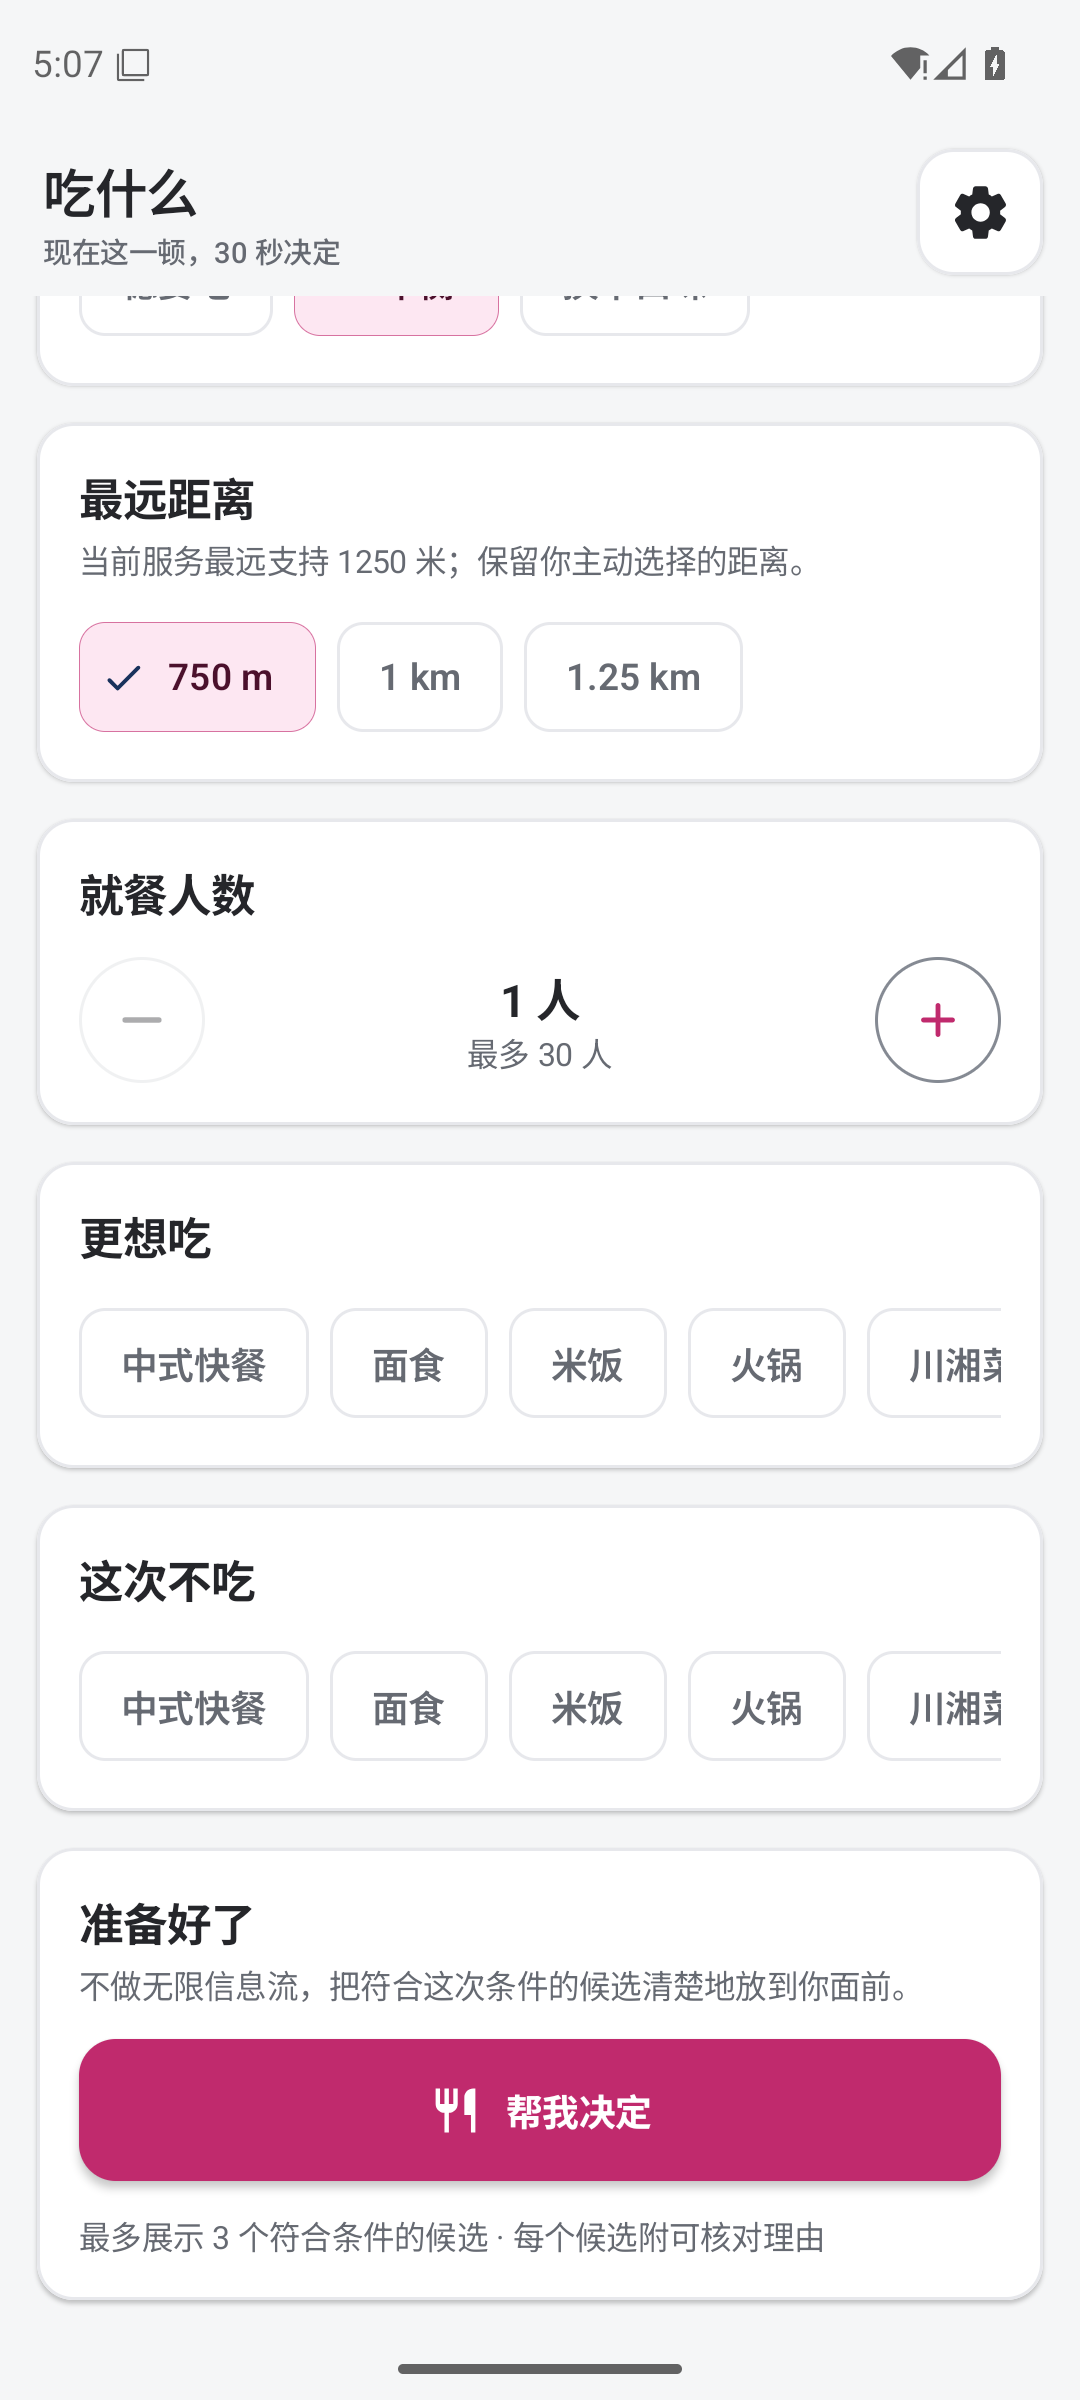 5:07
吃什么
现在这一顿，30 秒决定
最远距离
当前服务最远支持 1250 米；保留你主动选择的距离。
750 m
1 km
1.25 km
就餐人数
1 人
最多 30 人
更想吃
中式快餐
面食
米饭
火锅
川湘菜
这次不吃
中式快餐
面食
米饭
火锅
川湘菜
准备好了
不做无限信息流，把符合这次条件的候选清楚地放到你面前。
帮我决定
最多展示 3 个符合条件的候选 · 每个候选附可核对理由